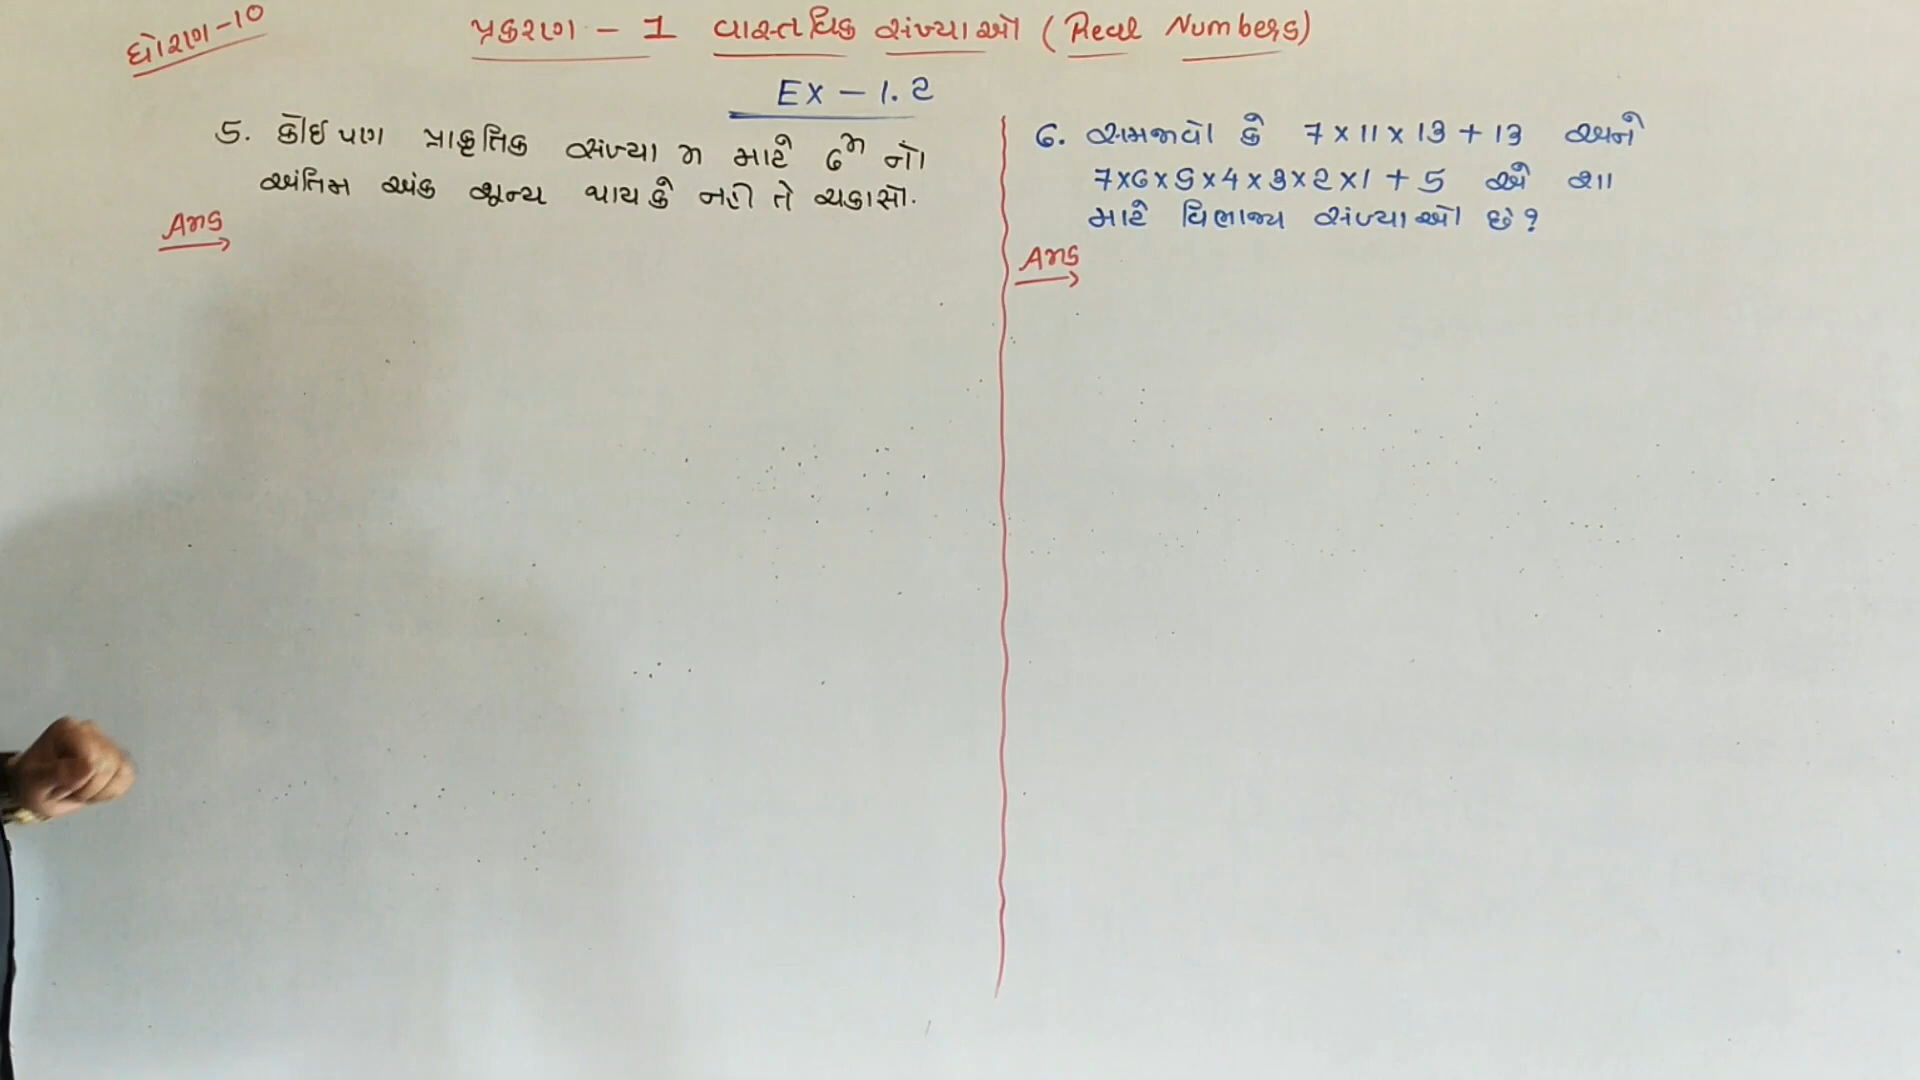 ધોરણ-10
પ્રકરણ - 1 વાસ્તવિક સંખ્યાઓ (Real Numbers)
Ex - 1.2
5. કોઈપણ પ્રાકૃતિક સંખ્યા n માટે 6ⁿ નો
અંતિમ અંક શૂન્ય થાય કે નહી તે ચકાસો.
Ans
6. સમજાવો કે 7 × 11 × 13 + 13 અને
7×6×5×4×3×2×1 + 5 એ શા
માટે વિભાજ્ય સંખ્યાઓ છે?
Ans